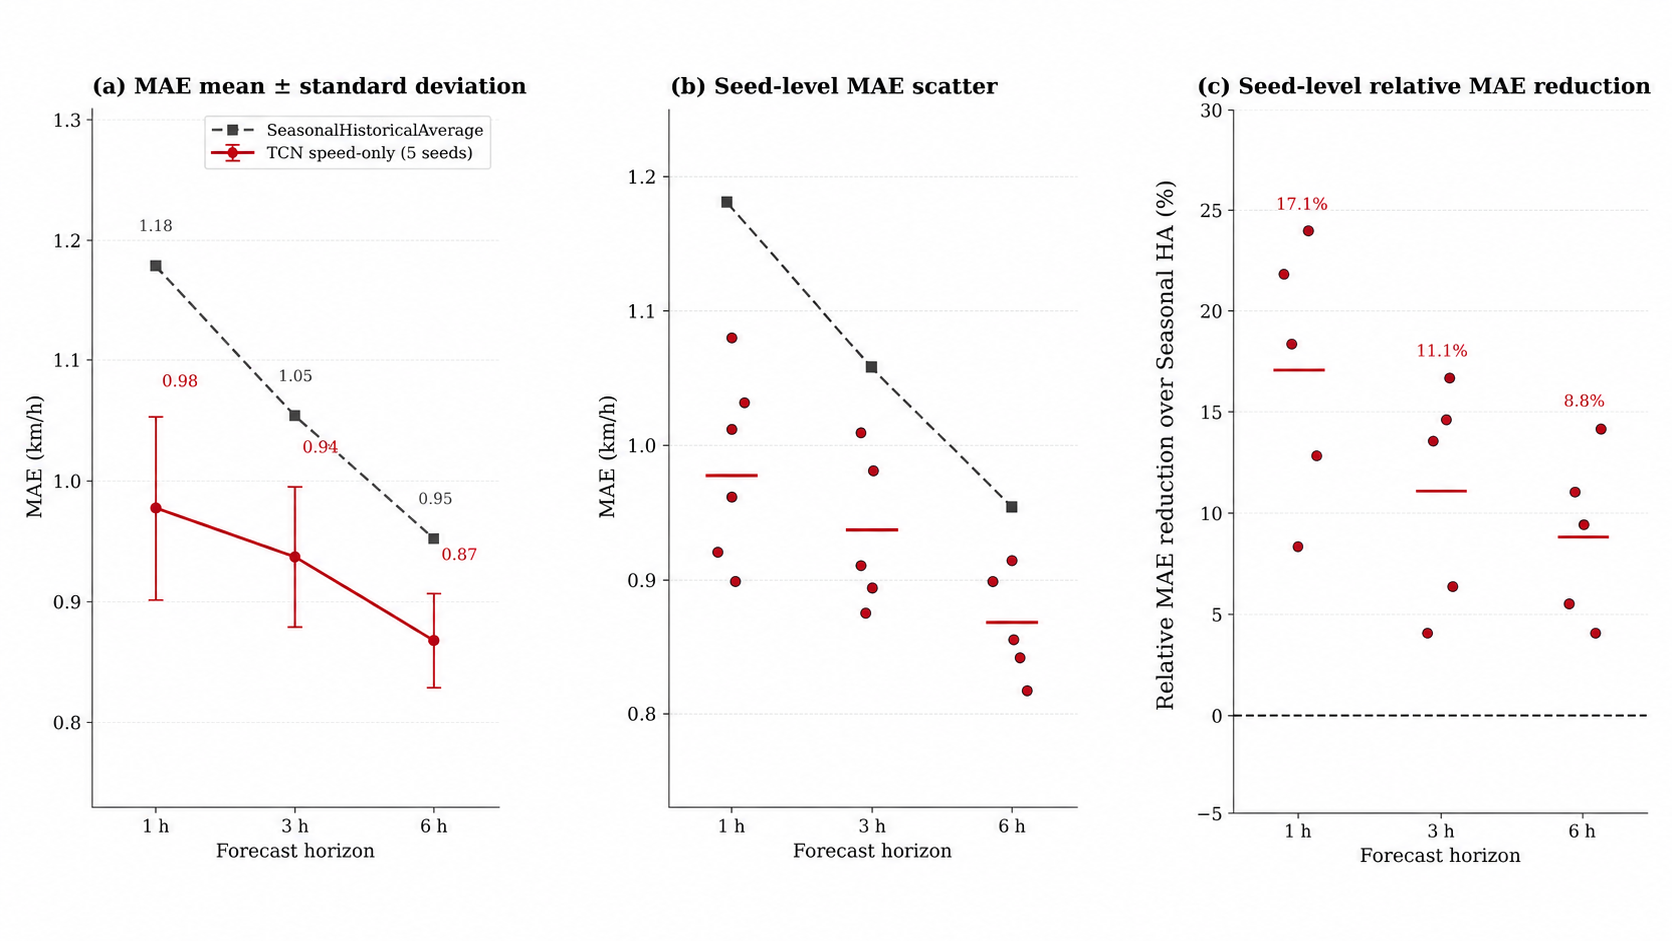 (a) MAE mean ± standard deviation
MAE (km/h)
1.3
1.2
1.1
1.0
0.9
0.8
SeasonalHistoricalAverage
TCN speed-only (5 seeds)
1.18
0.98
1.05
0.94
0.95
0.87
1 h
3 h
6 h
Forecast horizon
(b) Seed-level MAE scatter
MAE (km/h)
1.2
1.1
1.0
0.9
0.8
1 h
3 h
6 h
Forecast horizon
(c) Seed-level relative MAE reduction
Relative MAE reduction over Seasonal HA (%)
30
25
20
15
10
5
0
−5
17.1%
11.1%
8.8%
1 h
3 h
6 h
Forecast horizon